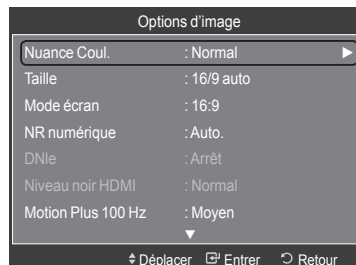 Options d'image
Nuance Coul. : Normal
Taille : 16/9 auto
Mode écran : 16:9
NR numérique : Auto.
DNIe : Arrêt
Niveau noir HDMI : Normal
Motion Plus 100 Hz : Moyen
Déplacer Entrer Retour